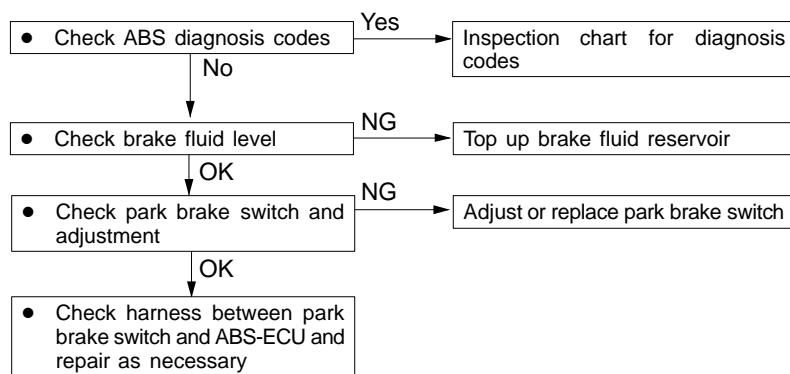 ● Check ABS diagnosis codes
Yes
Inspection chart for diagnosis
codes
No
● Check brake fluid level
NG
Top up brake fluid reservoir
OK
● Check park brake switch and
adjustment
NG
Adjust or replace park brake switch
OK
● Check harness between park
brake switch and ABS-ECU and
repair as necessary